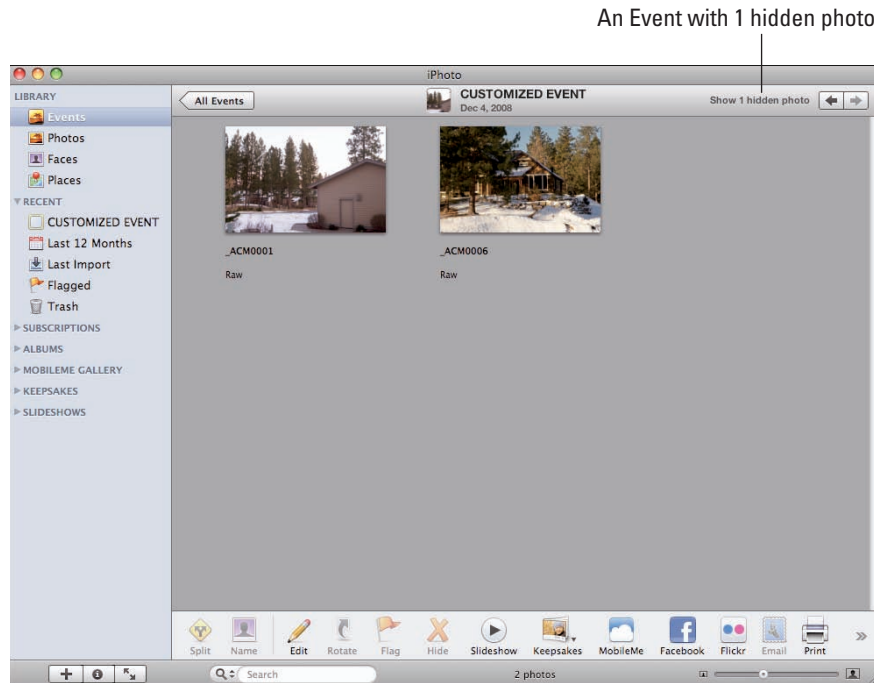 An Event with 1 hidden photo
iPhoto
LIBRARY
Events
Photos
Faces
Places
RECENT
CUSTOMIZED EVENT
Last 12 Months
Last Import
Flagged
Trash
SUBSCRIPTIONS
ALBUMS
MOBILEME GALLERY
KEEPSAKES
SLIDESHOWS
All Events
CUSTOMIZED EVENT
Dec 4, 2008
Show 1 hidden photo
_ACM0001
Raw
_ACM0006
Raw
Split
Name
Edit
Rotate
Flag
Hide
Slideshow
Keepsakes
MobileMe
Facebook
Flickr
Email
Print
Search
2 photos